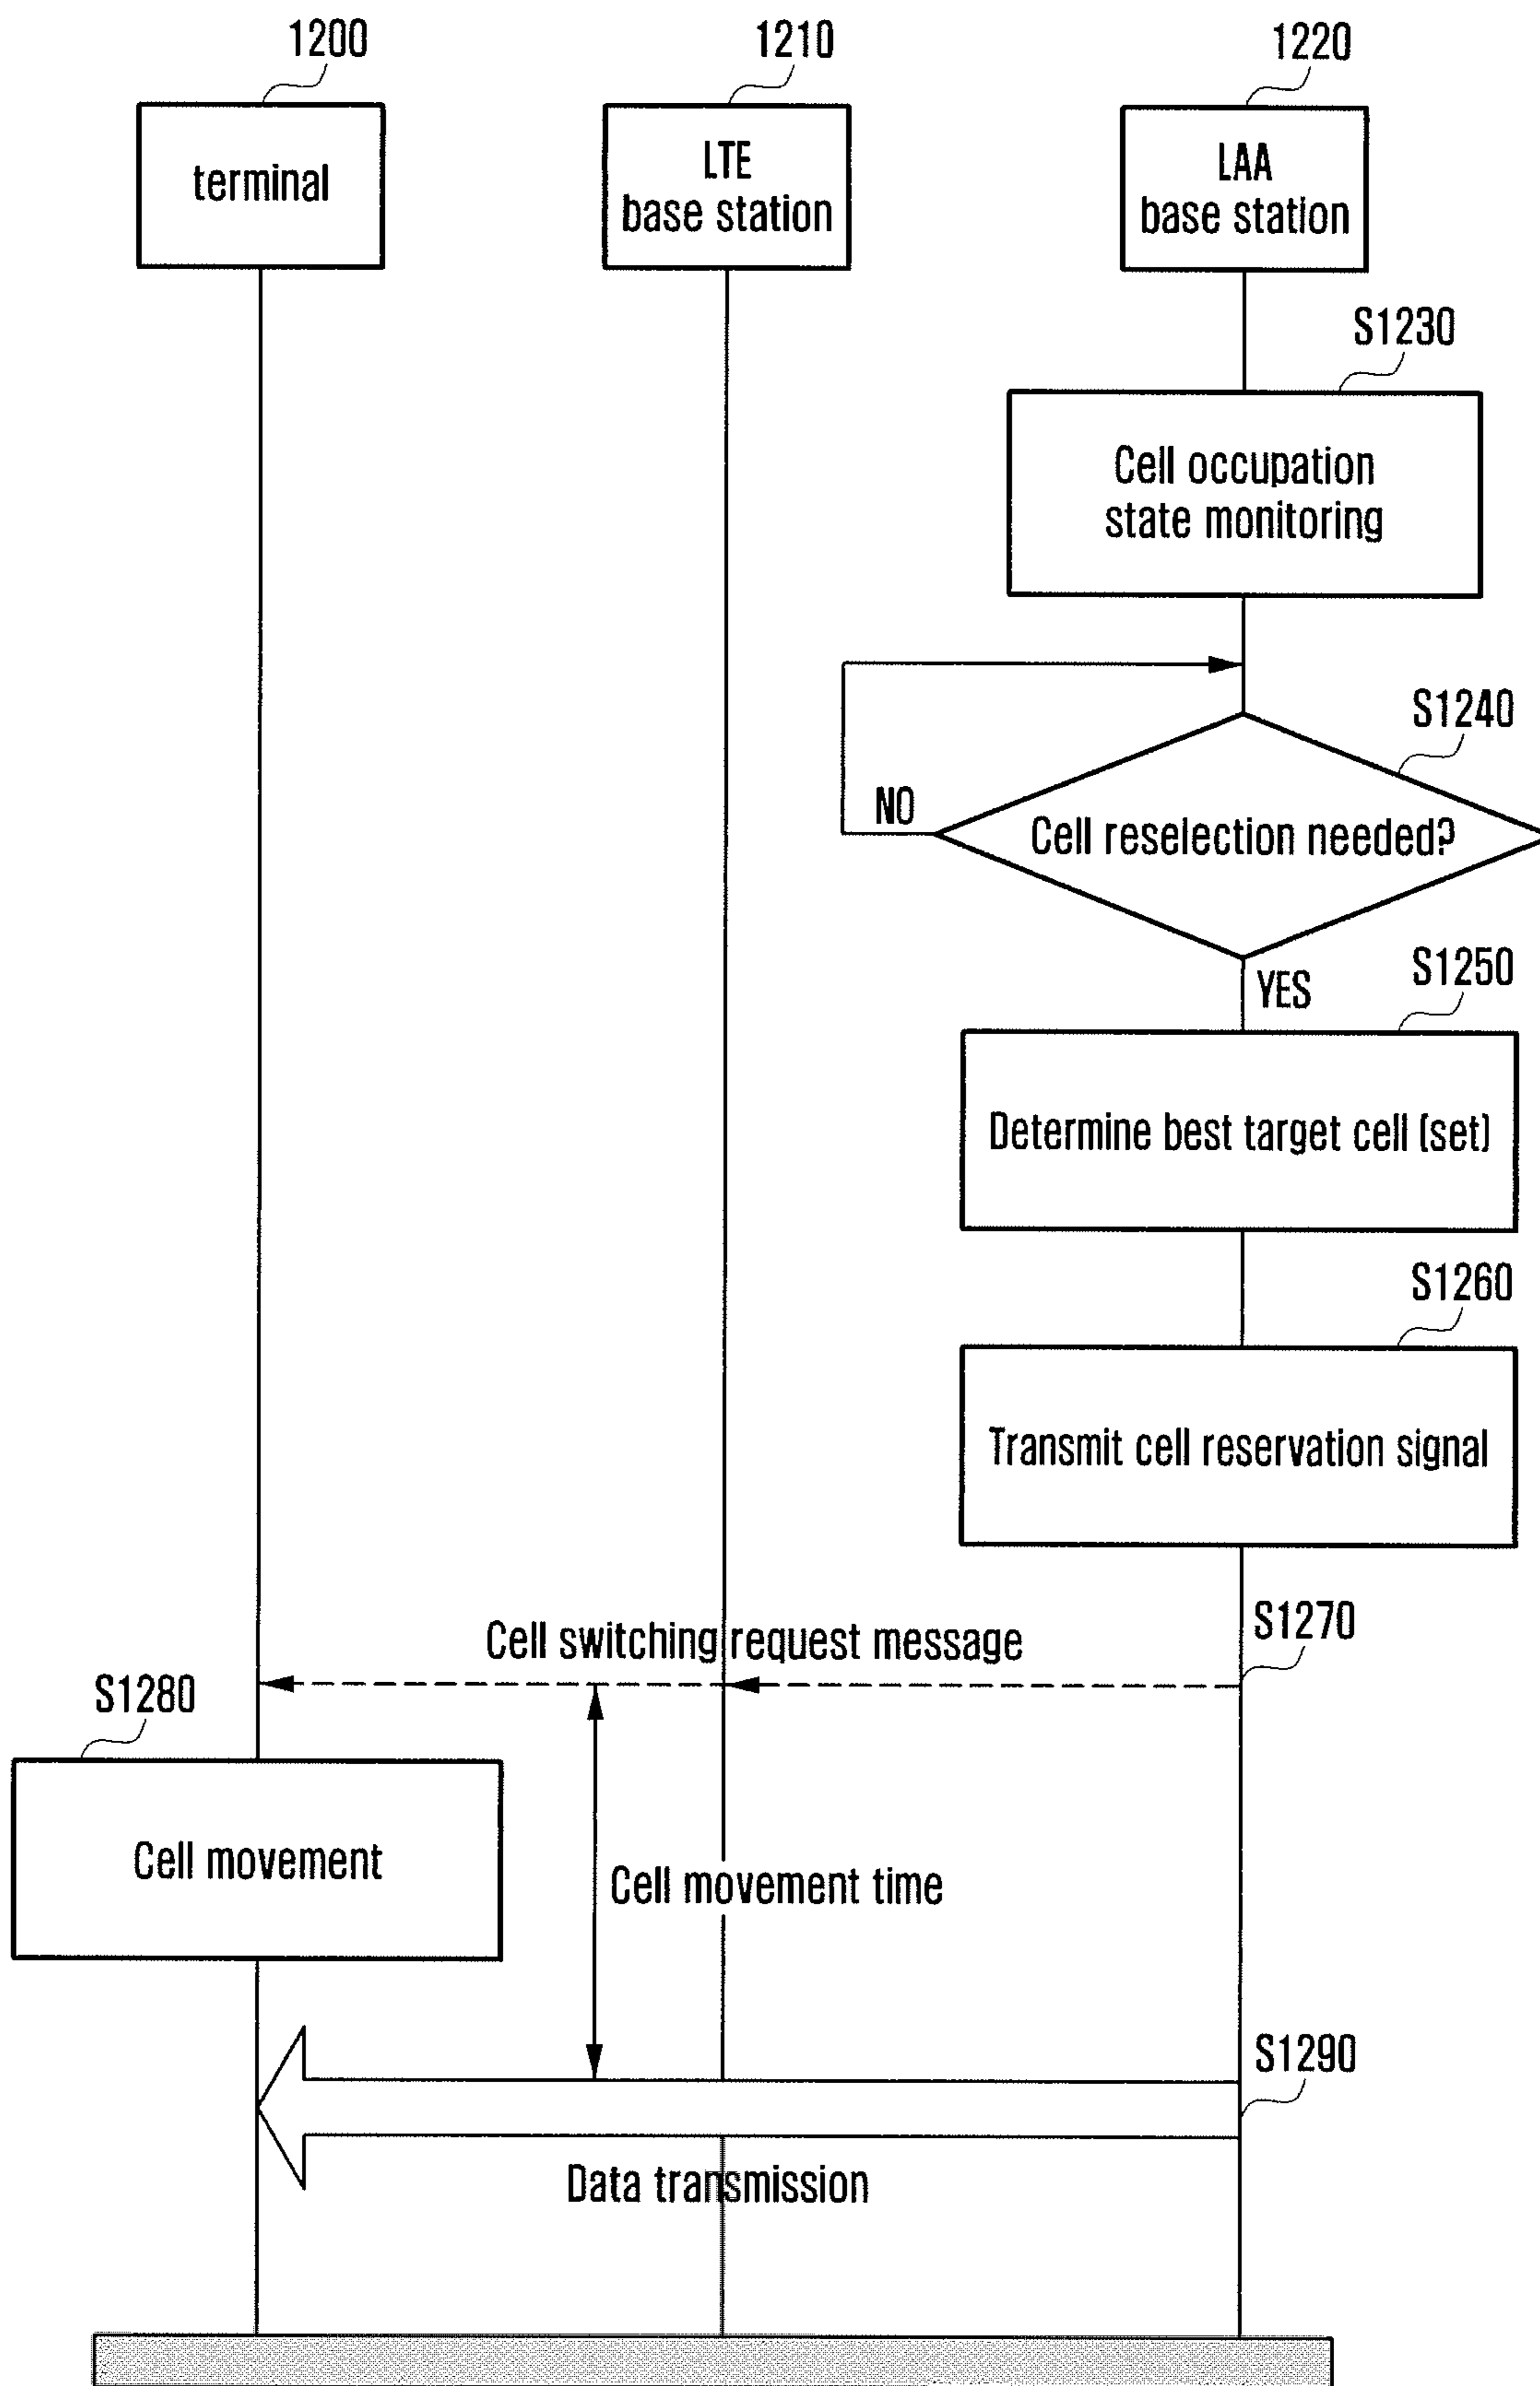 1200
1210
1220
terminal
LTE
base station
LAA
base station
S1230
Cell occupation
state monitoring
S1240
NO
Cell reselection needed?
YES
S1250
Determine best target cell (set)
S1260
Transmit cell reservation signal
S1270
Cell switching request message
S1280
Cell movement
Cell movement time
S1290
Data transmission